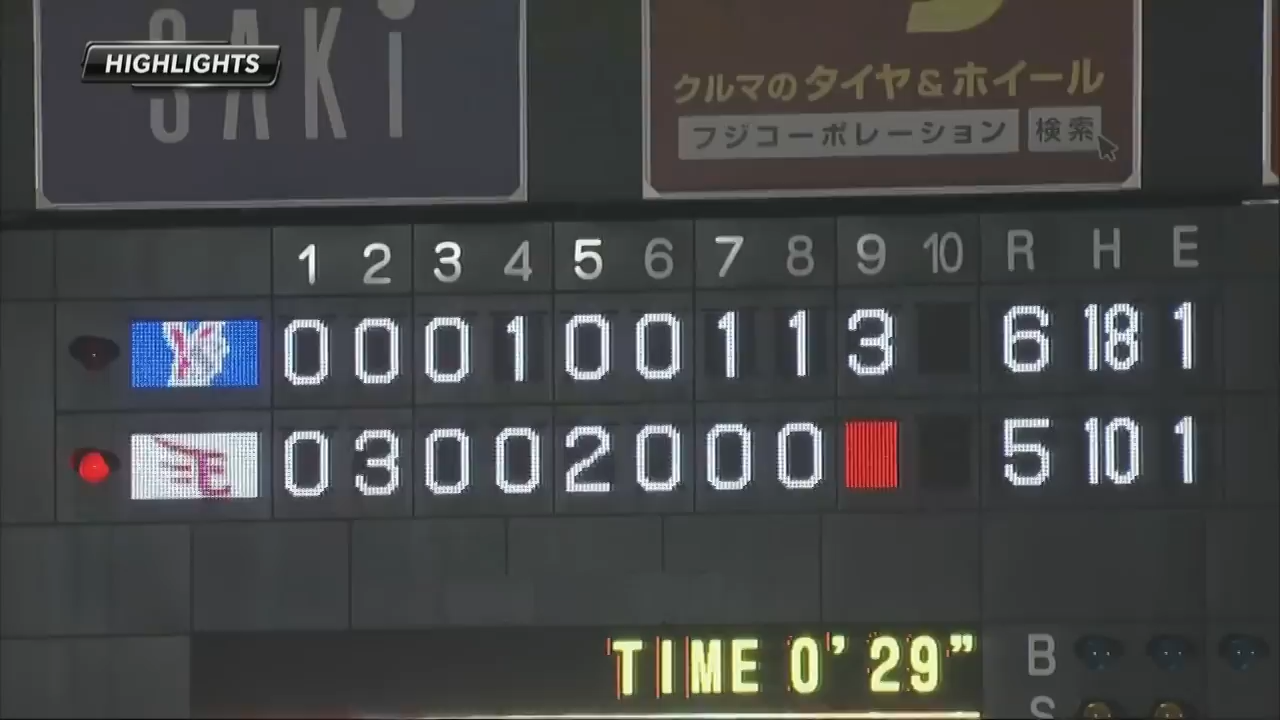 SAKi
HIGHLIGHTS
クルマのタイヤ&ホイール
フジコーポレーション 検索
1 2 3 4 5 6 7 8 9 10 R H E
0 0 0 1 0 0 1 1 3 6 18 1
E
0 3 0 0 2 0 0 0 5 10 1
TIME 0'29”
B
S